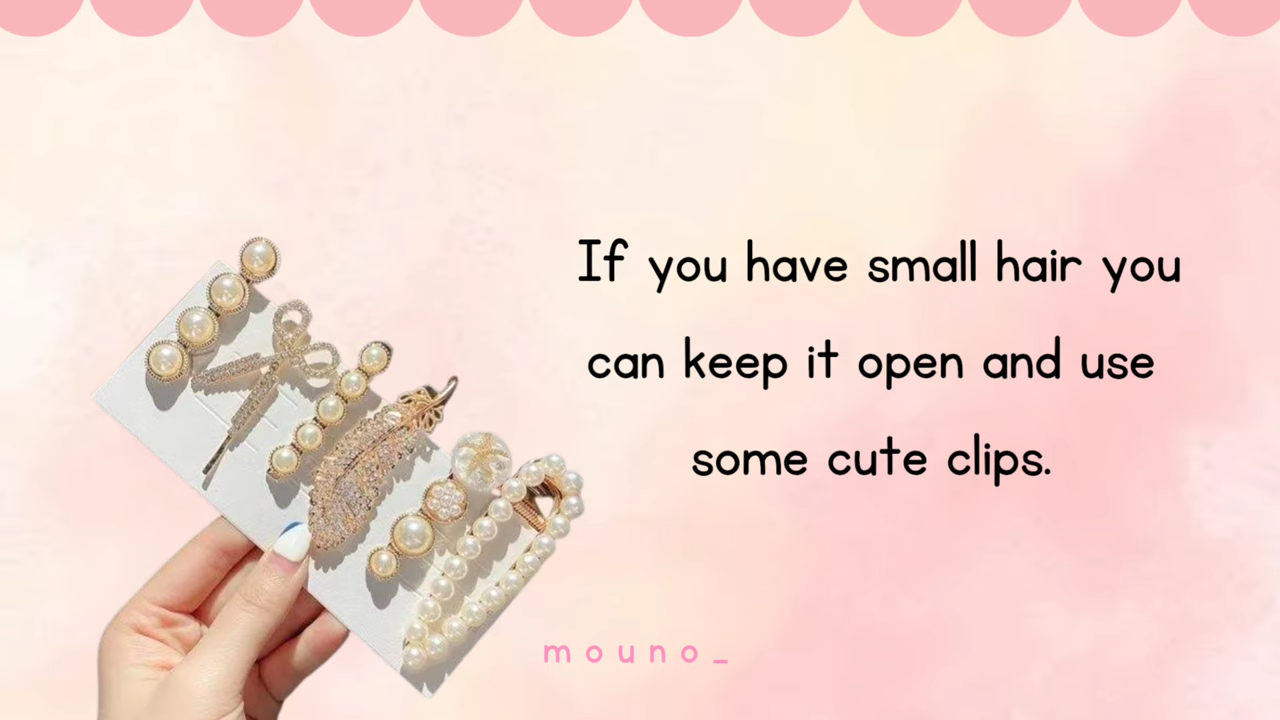 If you have small hair you
can keep it open and use
some cute clips.
mouno_